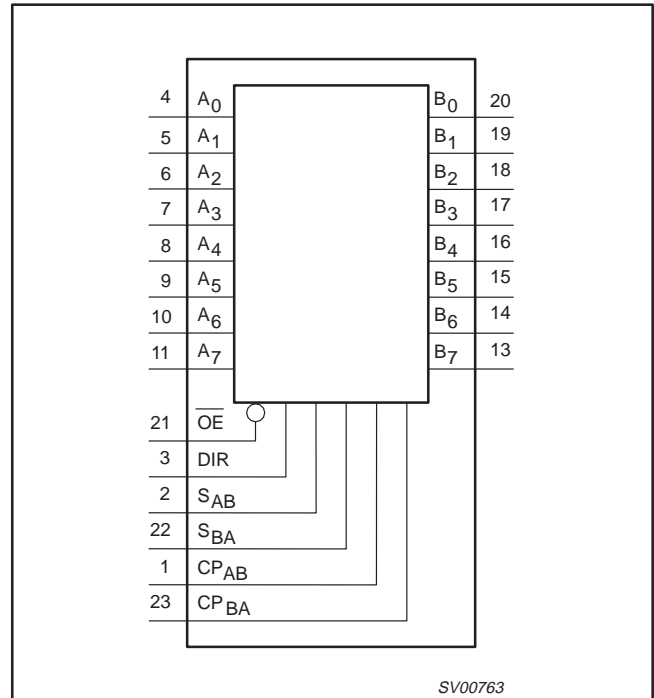 4 A0 B0 20
5 A1 B1 19
6 A2 B2 18
7 A3 B3 17
8 A4 B4 16
9 A5 B5 15
10 A6 B6 14
11 A7 B7 13
21 O̅E̅
3 DIR
2 SAB
22 SBA
1 CPAB
23 CPBA
SV00763